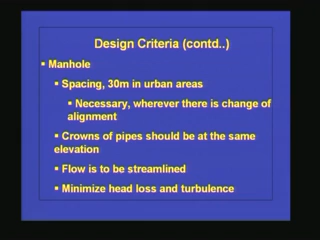 Design Criteria (contd..)
▪ Manhole
▪ Spacing, 30m in urban areas
▪ Necessary, wherever there is change of
alignment
▪ Crowns of pipes should be at the same
elevation
▪ Flow is to be streamlined
▪ Minimize head loss and turbulence